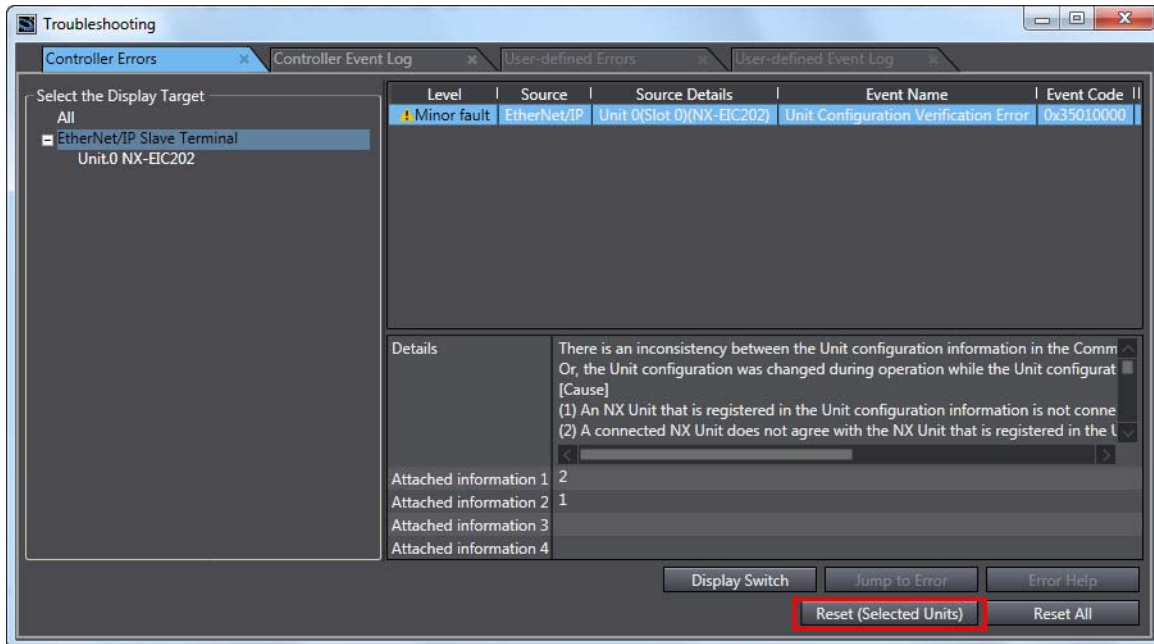 Troubleshooting
Controller Errors
Controller Event Log
User-defined Errors
User-defined Event Log
Select the Display Target
All
EtherNet/IP Slave Terminal
Unit.0 NX-EIC202
Level Source Source Details Event Name Event Code
Minor fault EtherNet/IP Unit 0(Slot 0)(NX-EIC202) Unit Configuration Verification Error 0x35010000
Details
There is an inconsistency between the Unit configuration information in the Comm
Or, the Unit configuration was changed during operation while the Unit configurat
[Cause]
(1) An NX Unit that is registered in the Unit configuration information is not conne
(2) A connected NX Unit does not agree with the NX Unit that is registered in the
Attached information 1 2
Attached information 2 1
Attached information 3
Attached information 4
Display Switch Jump to Error Error Help
Reset (Selected Units) Reset All